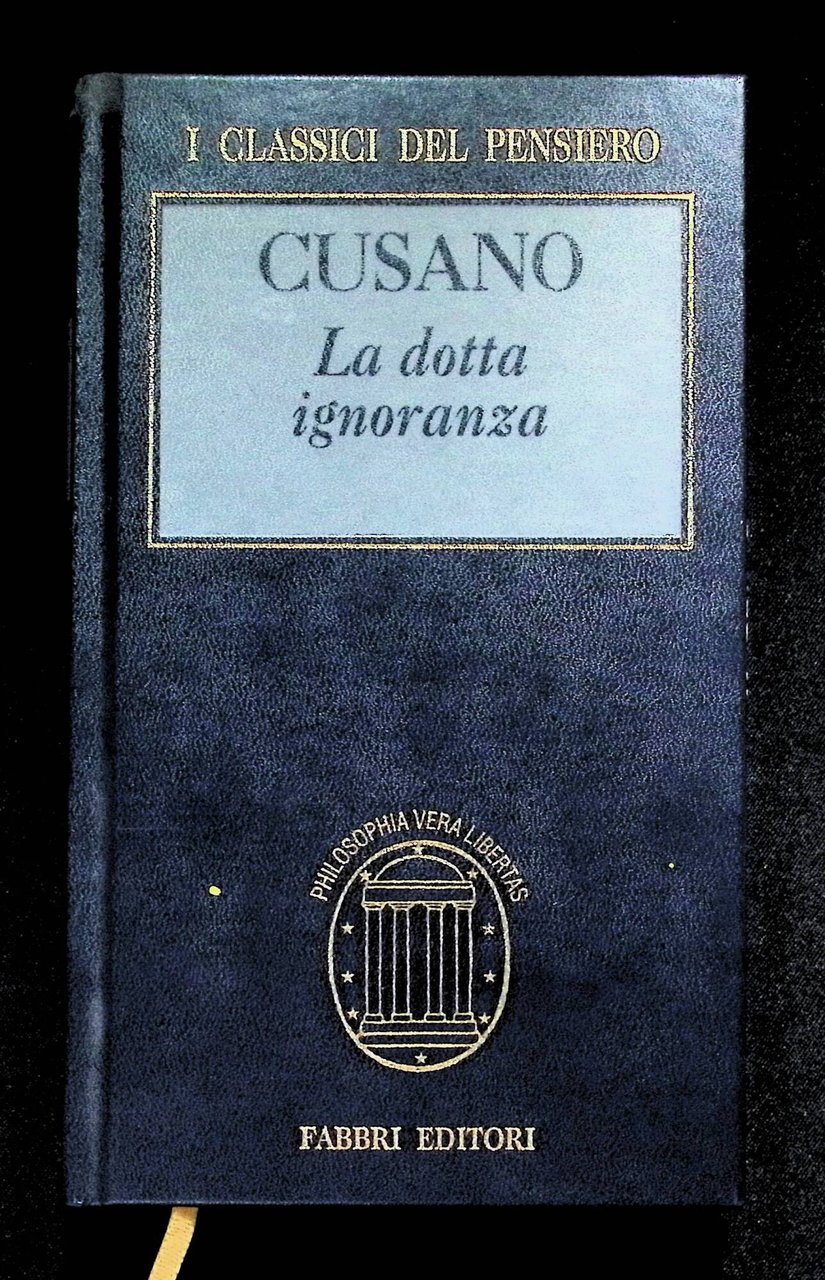 I CLASSICI DEL PENSIERO
CUSANO
La dotta
ignoranza
PHILOSOPHIA VERA LIBERTAS
FABBRI EDITORI